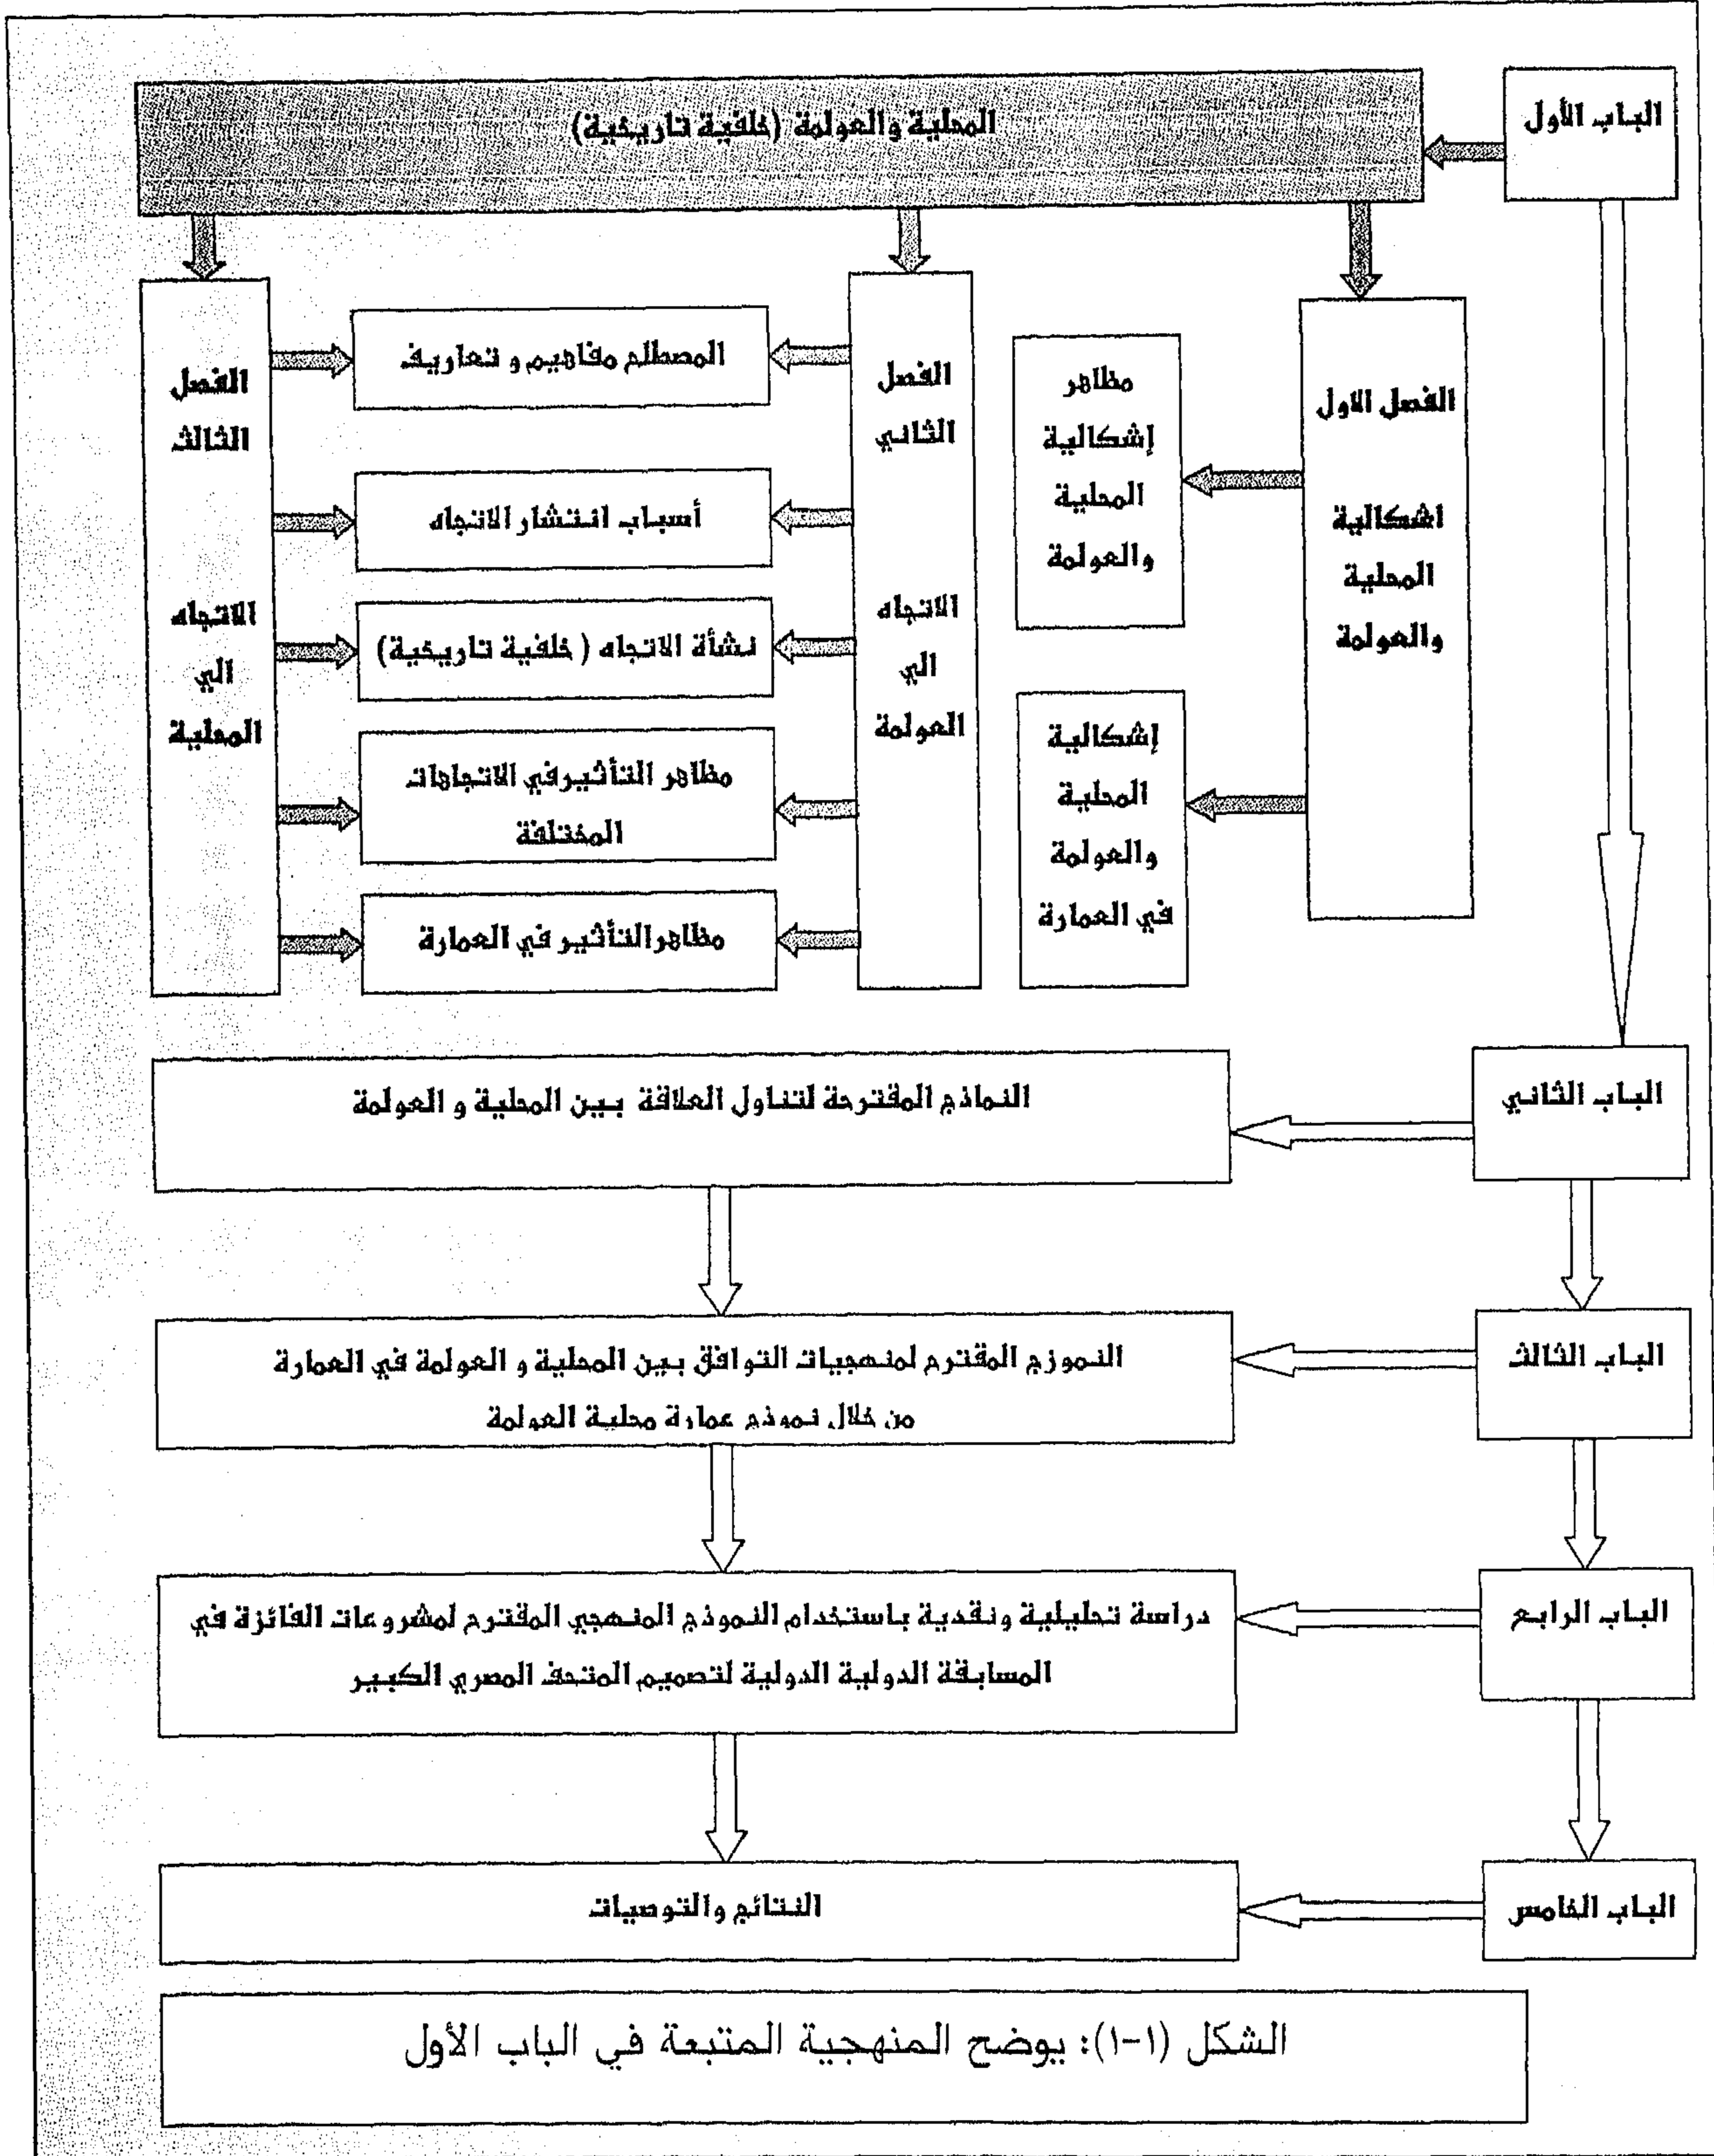 الباب الأول
المحلية والعولمة (خلفية تاريخية)
الفصل الاول
اشكالية
المحلية
والعولمة
مظاهر
إشكالية
المحلية
والعولمة
إشكالية
المحلية
والعولمة
في العمارة
الفصل
الثاني
الاتجاه
الي
العولمة
المصطلح مفاهيم و تعاريف
أسباب انتشار الاتجاه
نشأة الاتجاه ( خلفية تاريخية)
مظاهر التأثير في الاتجاهات
المختلفة
مظاهر التأثير في العمارة
الفصل
الثالث
الاتجاه
الي
المحلية
الباب الثاني
النماذج المقترحة لتناول العلاقة بين المحلية و العولمة
الباب الثالث
النموزج المقترح لمنهجيات التوافق بين المحلية و العولمة في العمارة
من خلال نموذج عمارة محلية العولمة
الباب الرابع
دراسة تحليلية ونقدية باستخدام النموذج المنهجي المقترح لمشروعات الفائزة في
المسابقة الدولية الدولية لتصميم المتحف المصري الكبير
الباب الخامس
النتائج والتوصيات
الشكل (١-١): يوضح المنهجية المتبعة في الباب الأول